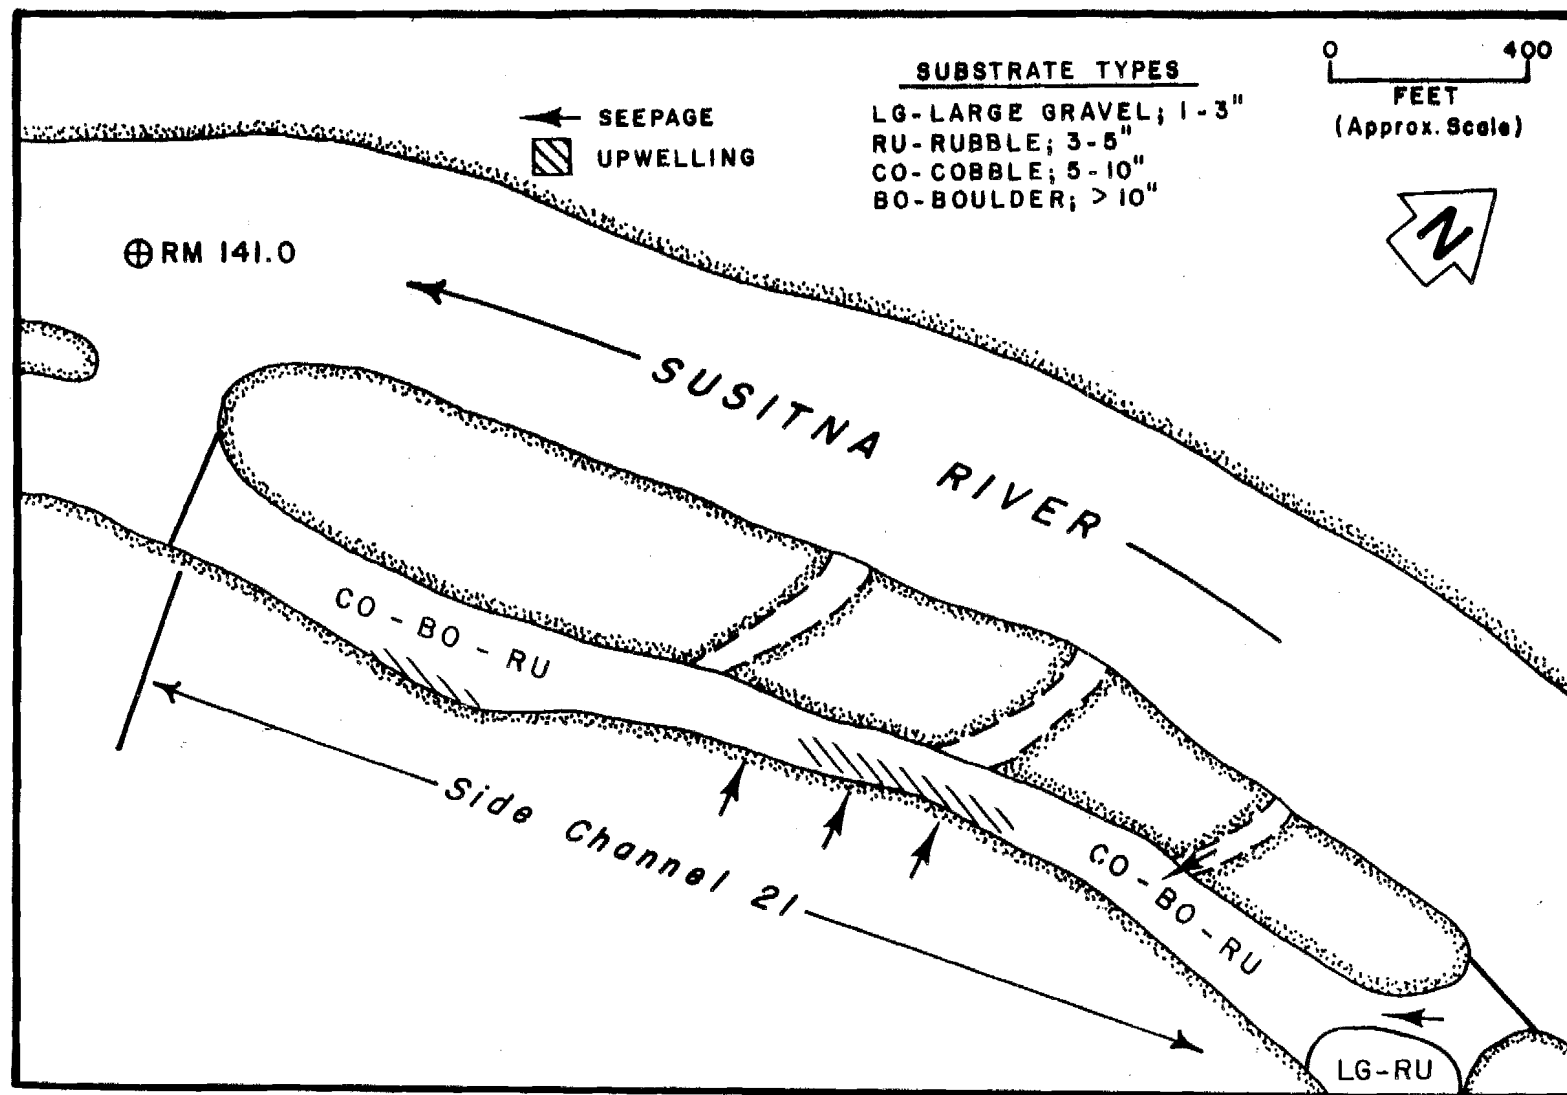 0 400
FEET
(Approx. Scale)
SUBSTRATE TYPES
LG-LARGE GRAVEL; 1-3"
RU-RUBBLE; 3-5"
CO-COBBLE; 5-10"
BO-BOULDER; > 10"
SEEPAGE
UPWELLING
N
RM 141.0
SUSITNA RIVER
CO-BO-RU
Side Channel 21
CO-BO-RU
LG-RU